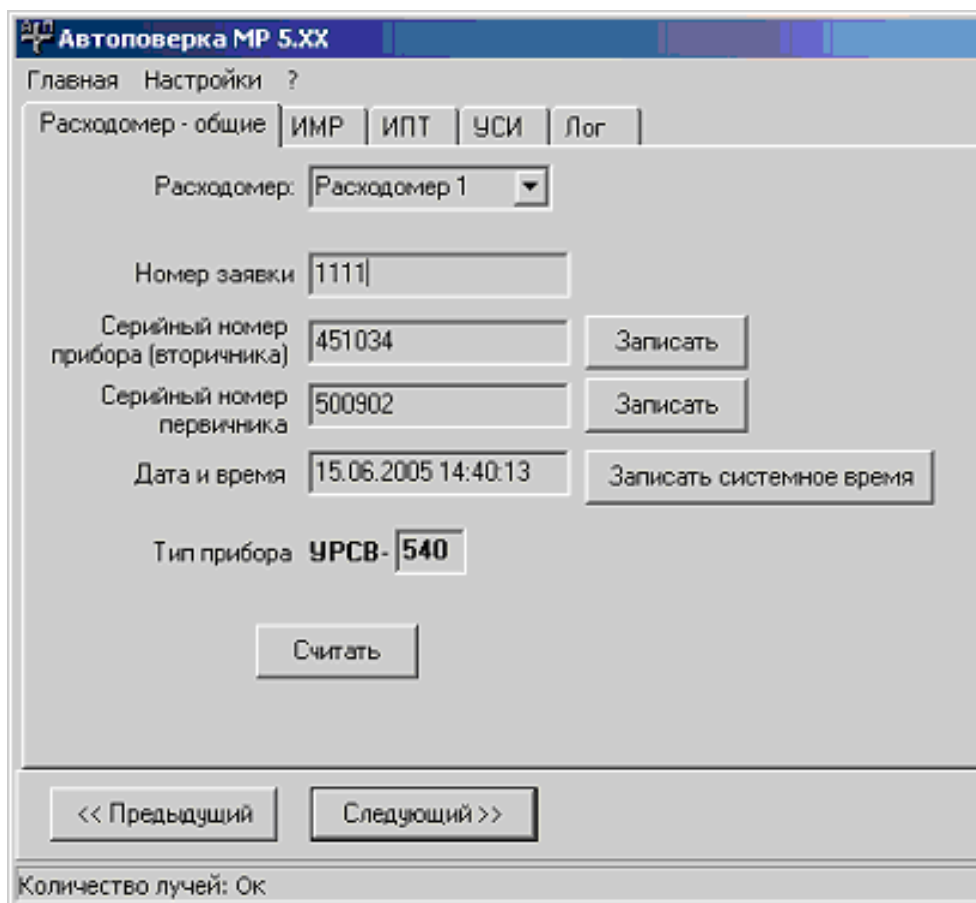 АСП
Автоповерка МР 5.XX
Главная Настройки ?
Расходомер - общие ИМР ИПТ УСИ Лог
Расходомер: Расходомер 1
Номер заявки 1111
Серийный номер
прибора (вторичника) 451034 Записать
Серийный номер
первичника 500902 Записать
Дата и время 15.06.2005 14:40:13 Записать системное время
Тип прибора УРСВ- 540
Считать
<< Предыдущий Следующий >>
Количество лучей: Ок